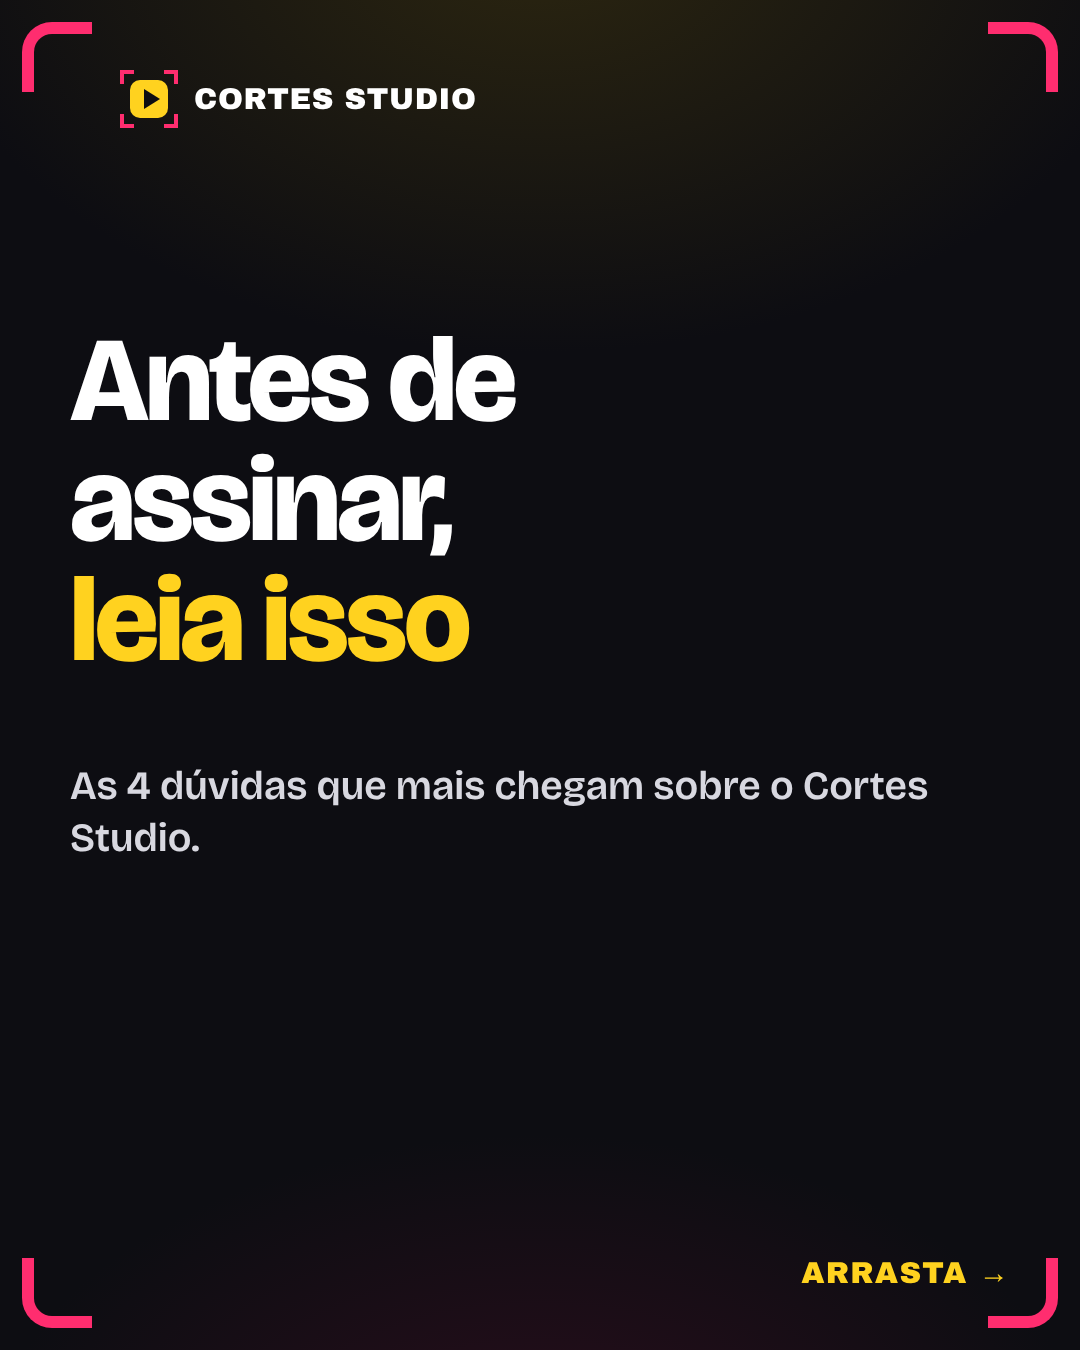 CORTES STUDIO
Antes de
assinar,
leia isso
As 4 dúvidas que mais chegam sobre o Cortes
Studio.
ARRASTA →